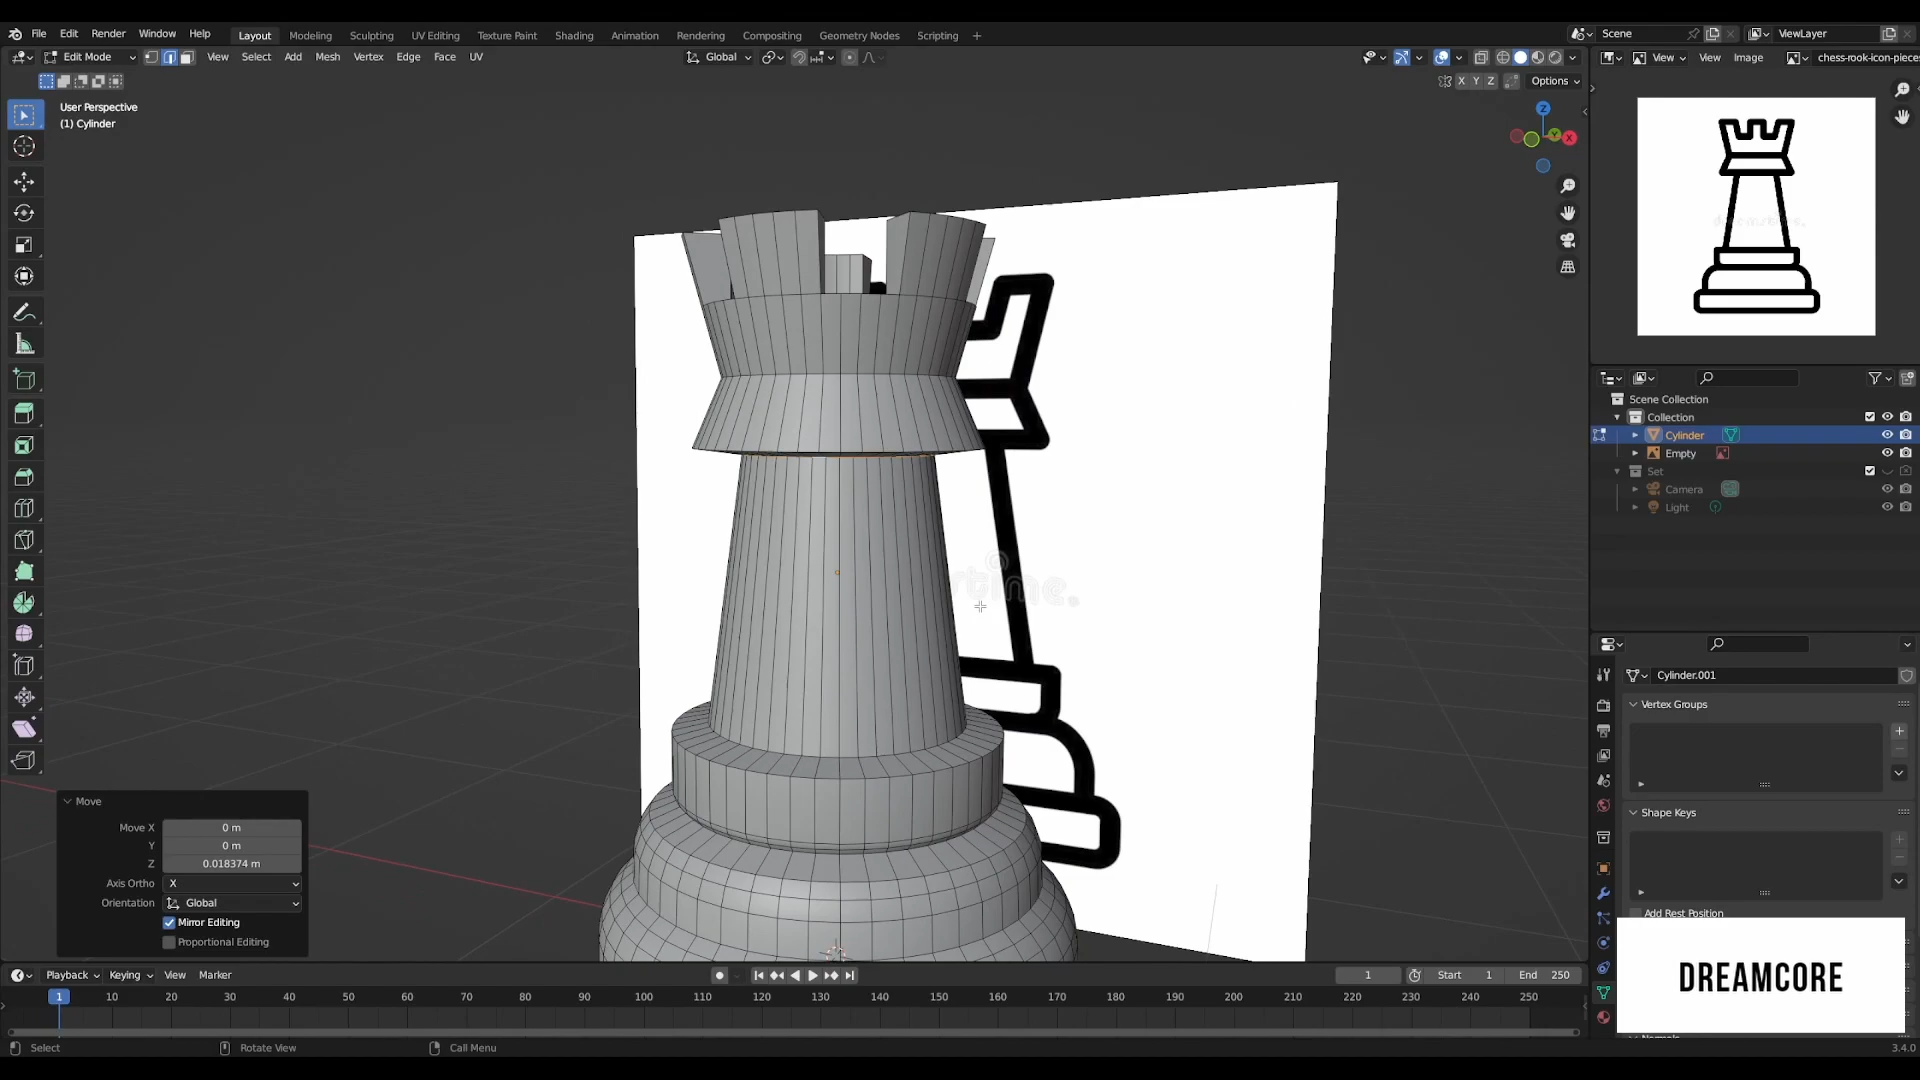 File Edit Render Window Help Layout Modeling Sculpting UV Editing Texture Paint Shading Animation Rendering Compositing Geometry Nodes Scripting + Scene ViewLayer
Edit Mode View Select Add Mesh Vertex Edge Face UV Global View View Image chess-rook-icon-pieces
X Y Z Options
User Perspective
(1) Cylinder
Z
Y
X
Scene Collection
Collection
Cylinder
Empty
Set
Camera
Light
time.
Cylinder.001
Vertex Groups
Shape Keys
Add Rest Position
Move
Move X 0 m
Y 0 m
Z 0.018374 m
Axis Ortho X
Orientation Global
Mirror Editing
Proportional Editing
DREAMCORE
Playback Keying View Marker 1 Start 1 End 250
1 10 20 30 40 50 60 70 80 90 100 110 120 130 140 150 160 170 180 190 200 210 220 230 240 250
Select Rotate View Call Menu 3.4.0